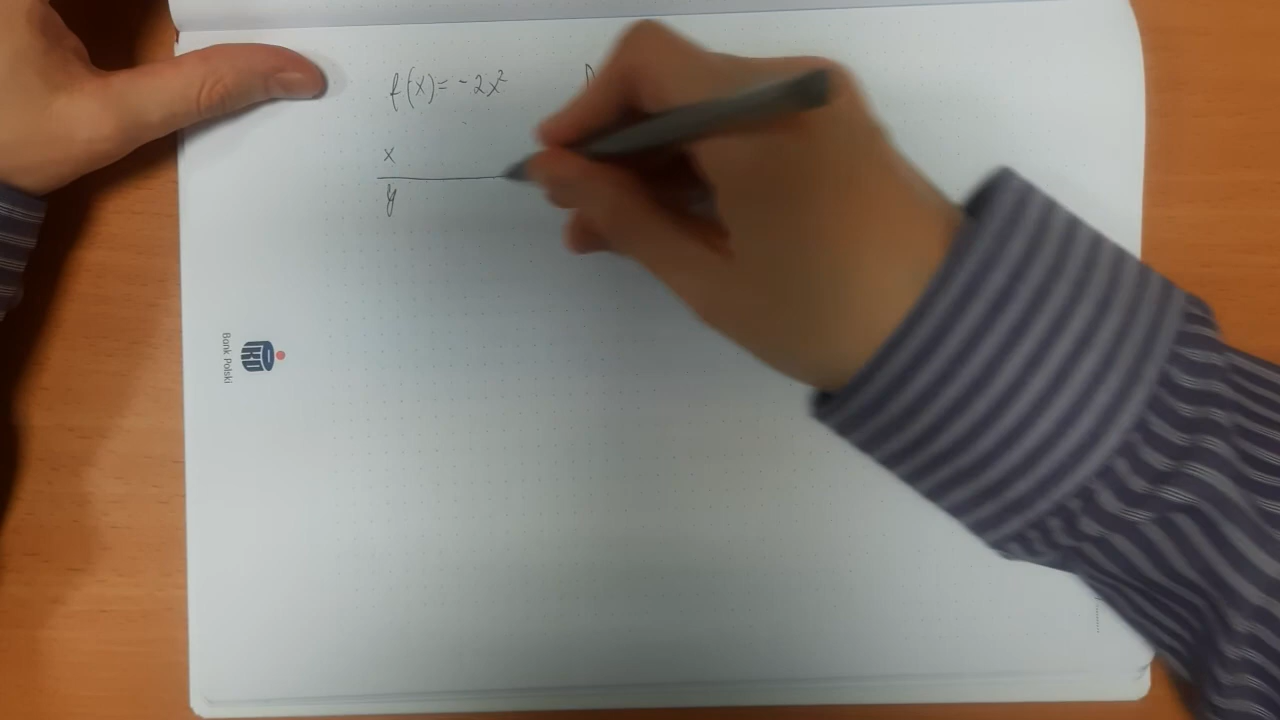 f(x)= -2x²
x
y
Bank Polski